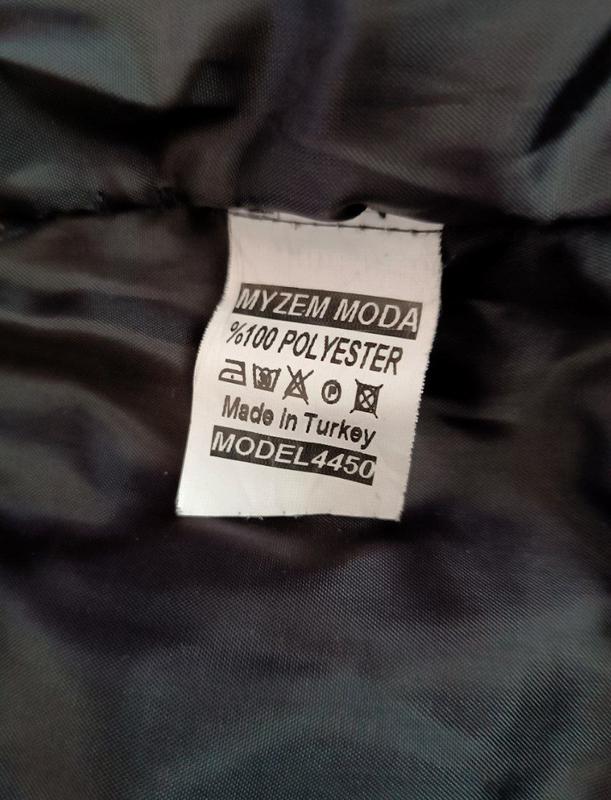 MYZEM MODA
%100 POLYESTER
P
Made in Turkey
MODEL4450